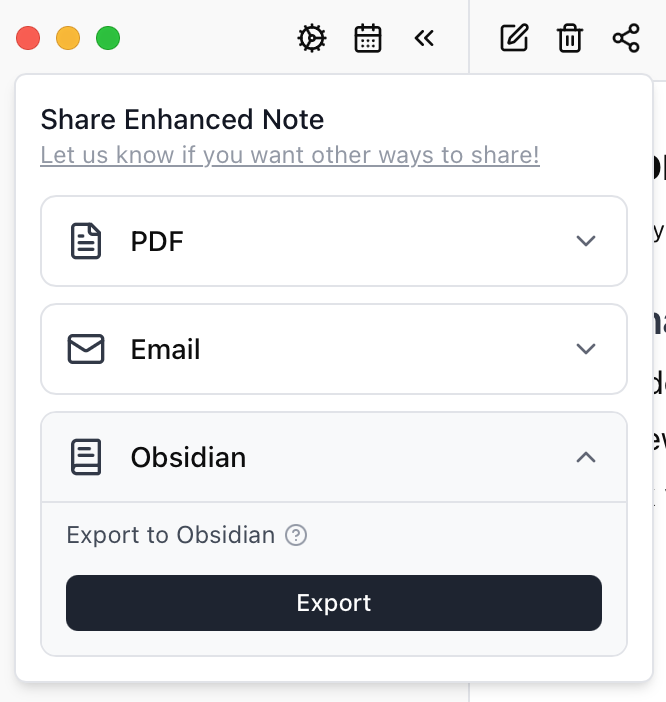 Share Enhanced Note
Let us know if you want other ways to share!
PDF
Email
Obsidian
Export to Obsidian
Export